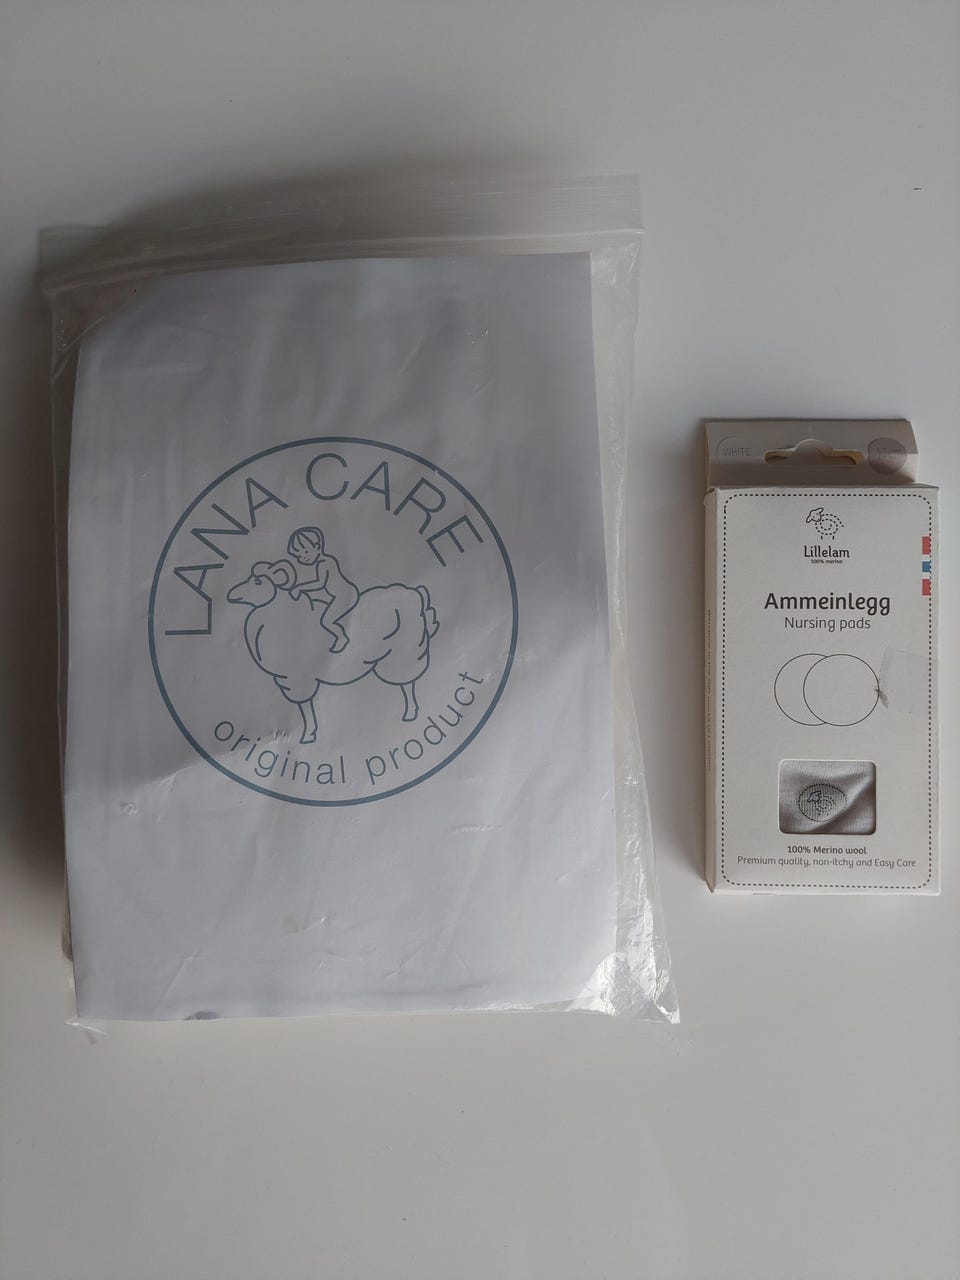 LANA CARE
original product
WHITE
Lillelam
100% merino
Ammeinlegg
Nursing pads
100% Merino wool
Premium quality, non-itchy and Easy Care